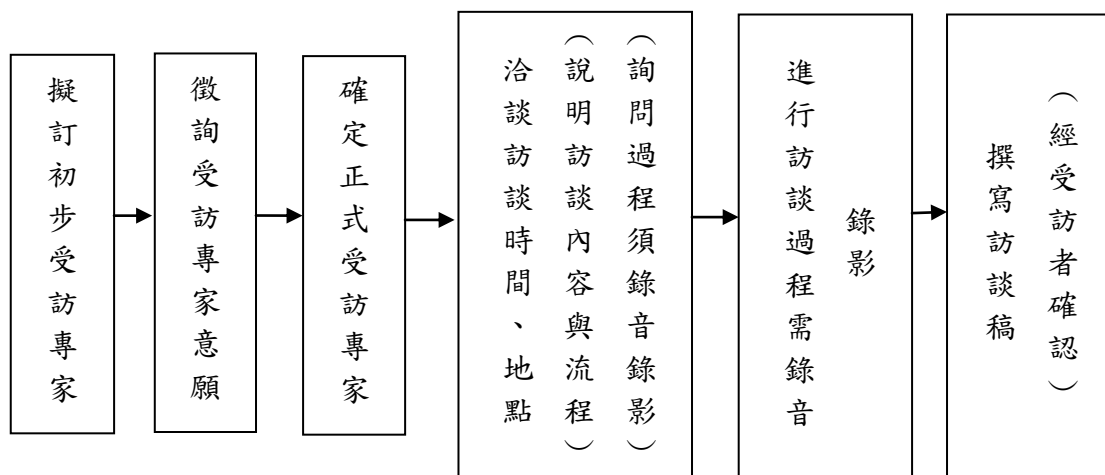 擬訂初步受訪專家
徵詢受訪專家意願
確定正式受訪專家
洽談訪談時間、地點
（說明訪談內容與流程）
（詢問過程須錄音錄影）
進行訪談過程需錄音
錄影
撰寫訪談稿
（經受訪者確認）